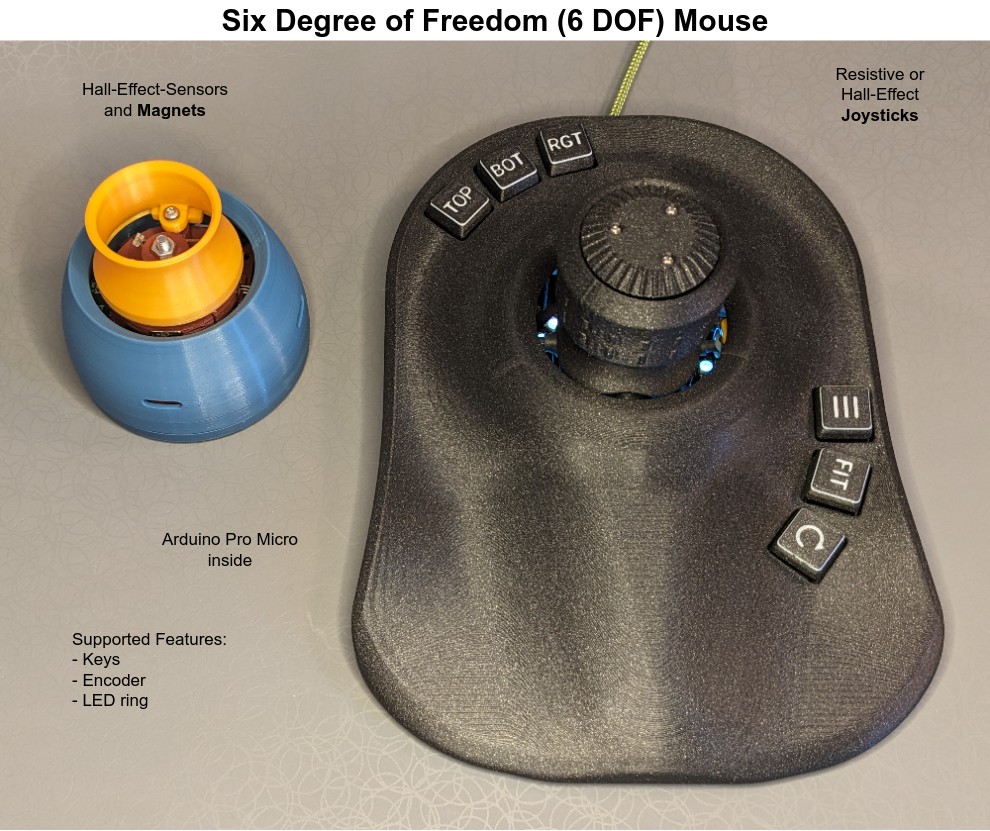 Six Degree of Freedom (6 DOF) Mouse
Hall-Effect-Sensors
and Magnets
Resistive or
Hall-Effect
Joysticks
TOP
BOT
RGT
FIT
Arduino Pro Micro
inside
Supported Features:
- Keys
- Encoder
- LED ring